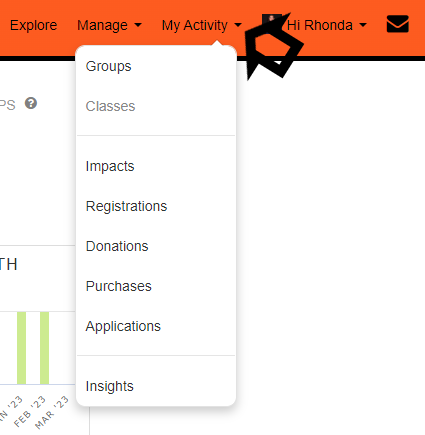 Explore Manage My Activity Hi Rhonda
Groups
PS ?
Classes
Impacts
Registrations
Donations
TH
Purchases
Applications
Insights
N '23 FEB '23 MAR '23